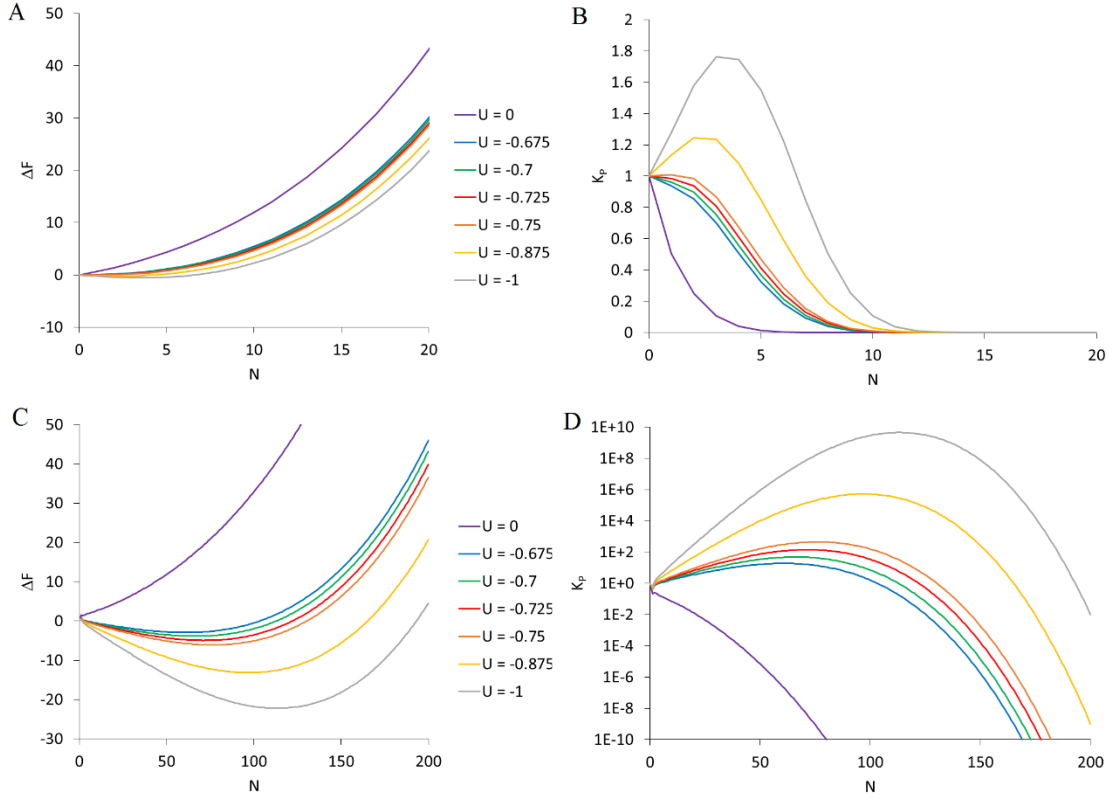 A
50
40
30
20
10
0
-10
ΔF
0 5 10 15 20
N
U = 0
U = -0.675
U = -0.7
U = -0.725
U = -0.75
U = -0.875
U = -1
B
2
1.8
1.6
1.4
1.2
1
0.8
0.6
0.4
0.2
0
Kp
0 5 10 15 20
N
C
50
40
30
20
10
0
-10
-20
-30
ΔF
0 50 100 150 200
N
U = 0
U = -0.675
U = -0.7
U = -0.725
U = -0.75
U = -0.875
U = -1
D
1E+10
1E+8
1E+6
1E+4
1E+2
1E+0
1E-2
1E-4
1E-6
1E-8
1E-10
Kp
0 50 100 150 200
N